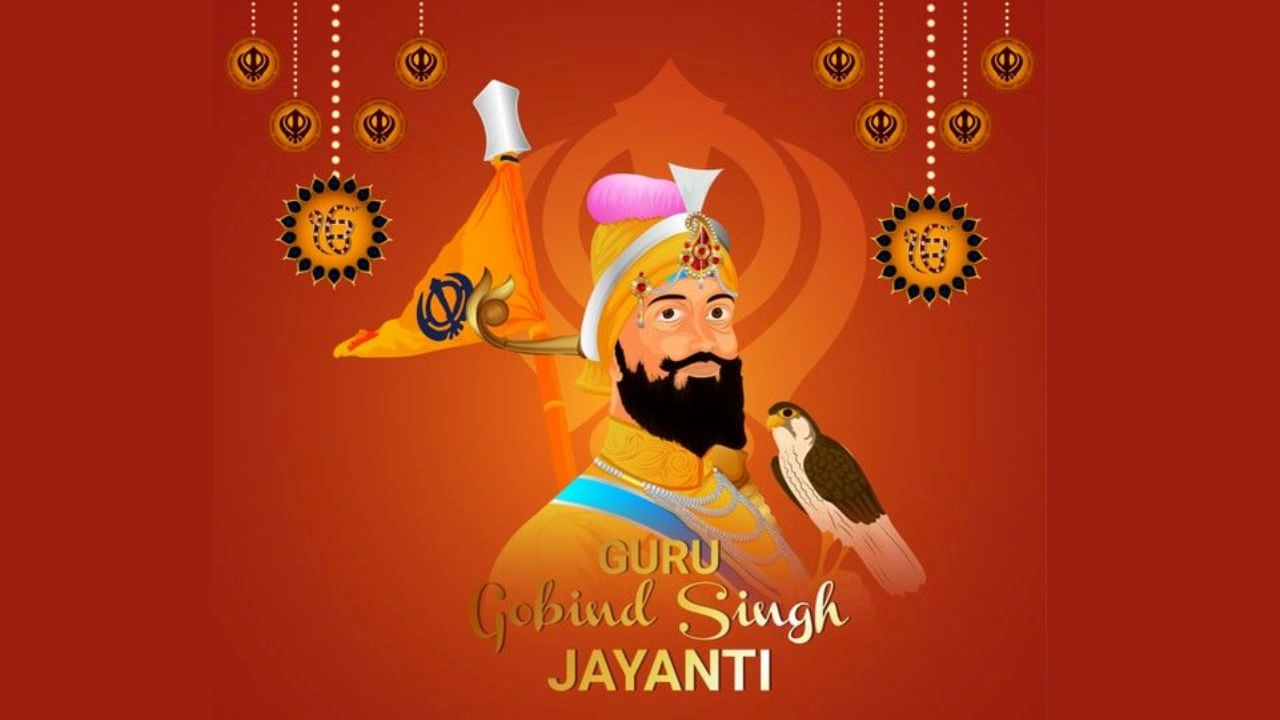 ੴ ੴ
GURU
Gobind Singh
JAYANTI